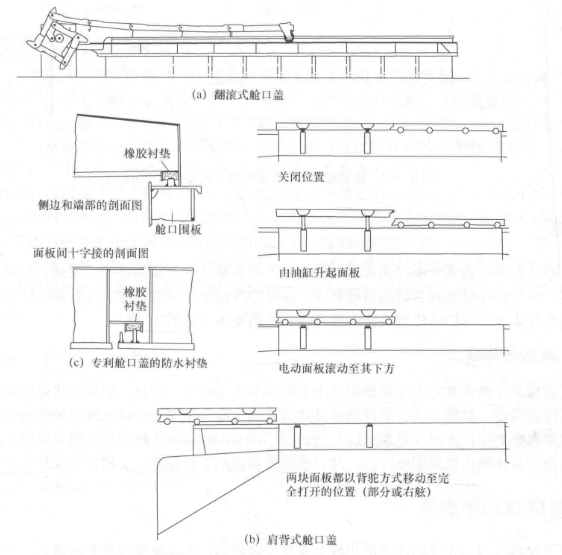 (a) 翻滚式舱口盖
橡胶衬垫
侧边和端部的剖面图
舱口围板
面板间十字接的剖面图
橡胶
衬垫
(c) 专利舱口盖的防水衬垫
关闭位置
由油缸升起面板
电动面板滚动至其下方
两块面板都以背驼方式移动至完
全打开的位置（部分或右舷）
(b) 肩背式舱口盖